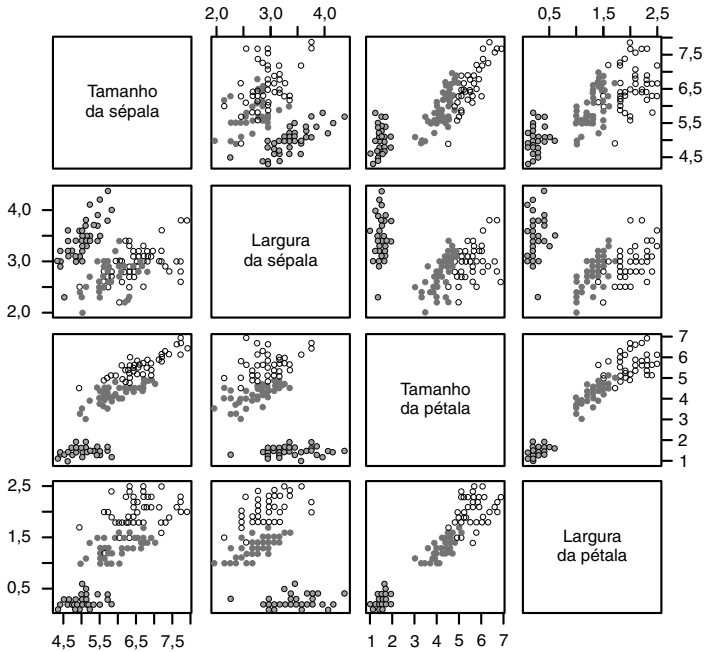 2,0 3,0 4,0
0,5 1,5 2,5
Tamanho
da sépala
7,5
6,5
5,5
4,5
4,0
3,0
2,0
Largura
da sépala
Tamanho
da pétala
7
6
5
4
3
2
1
2,5
1,5
0,5
Largura
da pétala
4,5 5,5 6,5 7,5
1 2 3 4 5 6 7